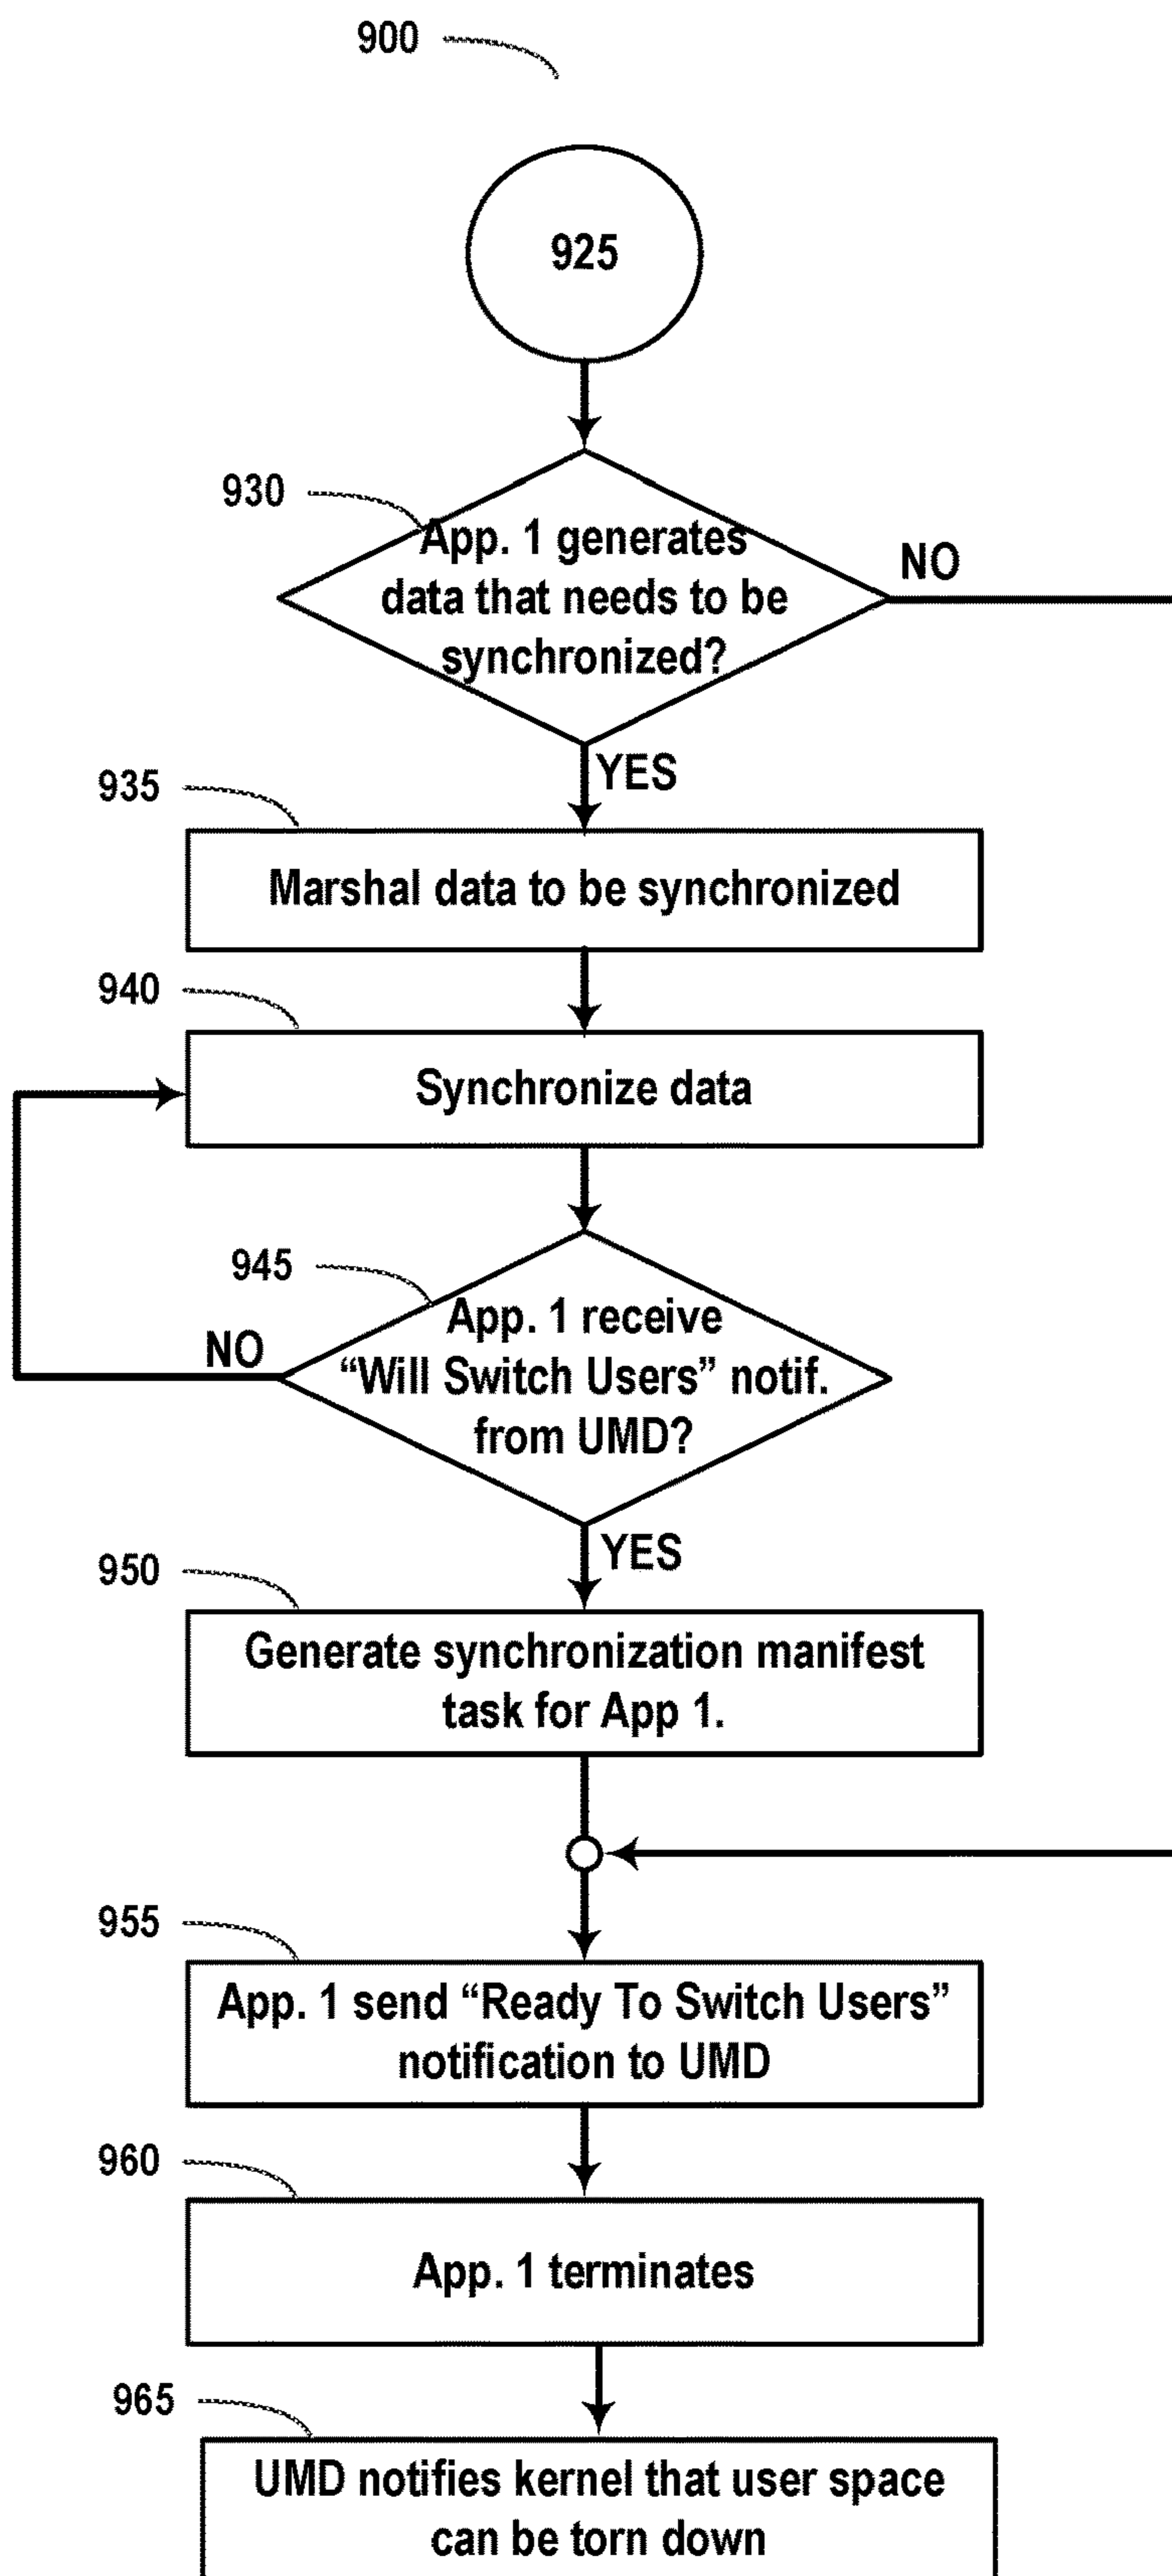 900
925
930
App. 1 generates
data that needs to be
synchronized?
NO
YES
935
Marshal data to be synchronized
940
Synchronize data
945
App. 1 receive
“Will Switch Users” notif.
from UMD?
NO
YES
950
Generate synchronization manifest
task for App 1.
955
App. 1 send “Ready To Switch Users”
notification to UMD
960
App. 1 terminates
965
UMD notifies kernel that user space
can be torn down